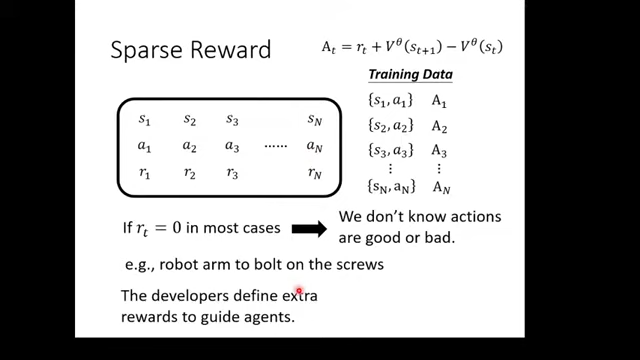 Sparse Reward
A_t = r_t + V^θ(s_{t+1}) − V^θ(s_t)
Training Data
{s_1, a_1} A_1
{s_2, a_2} A_2
{s_3, a_3} A_3
⋮ ⋮
{s_N, a_N} A_N
s_1 s_2 s_3 s_N
a_1 a_2 a_3 ...... a_N
r_1 r_2 r_3 r_N
If r_t = 0 in most cases
We don't know actions
are good or bad.
e.g., robot arm to bolt on the screws
The developers define extra
rewards to guide agents.